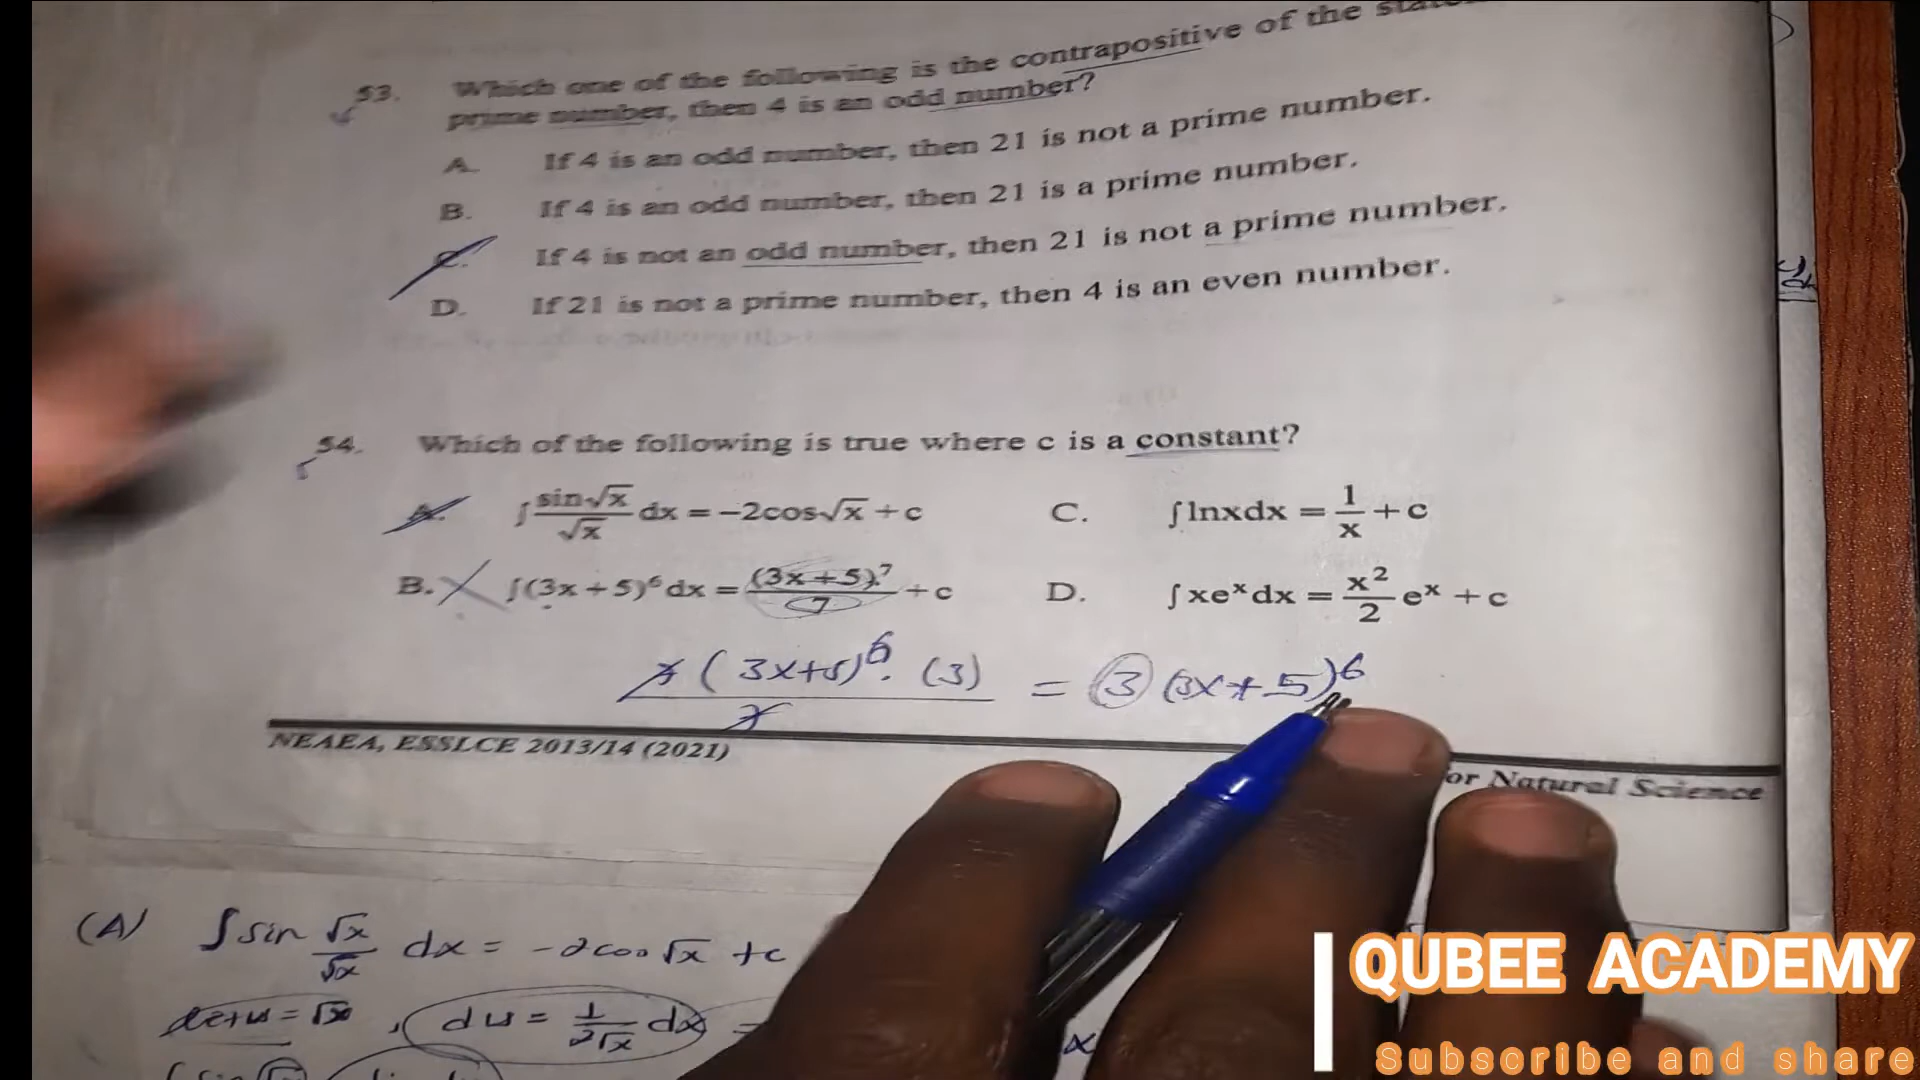 53. Which one of the following is the contrapositive of the
prime number, then 4 is an odd number?
A. If 4 is an odd number, then 21 is not a prime number.
B. If 4 is an odd number, then 21 is a prime number.
C. If 4 is not an odd number, then 21 is not a prime number.
D. If 21 is not a prime number, then 4 is an even number.
54. Which of the following is true where c is a constant?
A. ∫ sin√x/√x dx = -2cos√x + c C. ∫lnxdx = 1/x + c
B. ∫(3x+5)⁶dx = (3x+5)⁷/7 + c D. ∫xeˣdx = x²/2 eˣ + c
7(3x+5)⁶.(3)/7 = 3(3x+5)⁶
NEAEA, ESSLCE 2013/14 (2021) or Natural Science
(A) ∫sin √x/√x dx = -2cos√x +c
u = √x, du = 1/2√x dx =
QUBEE ACADEMY
Subscribe and share